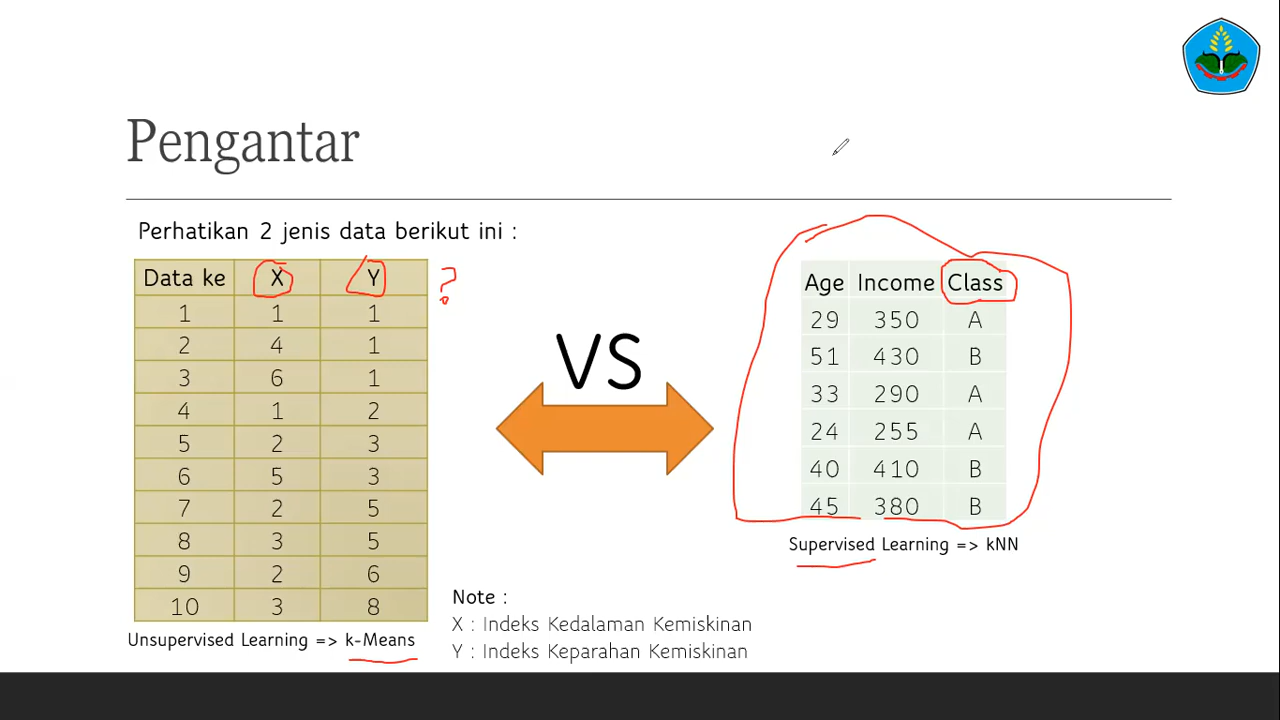 Pengantar
Perhatikan 2 jenis data berikut ini :
Data ke X Y ?
1 1 1
2 4 1
3 6 1
4 1 2
5 2 3
6 5 3
7 2 5
8 3 5
9 2 6
10 3 8
Unsupervised Learning => k-Means
VS
Age Income Class
29 350 A
51 430 B
33 290 A
24 255 A
40 410 B
45 380 B
Supervised Learning => kNN
Note :
X : Indeks Kedalaman Kemiskinan
Y : Indeks Keparahan Kemiskinan